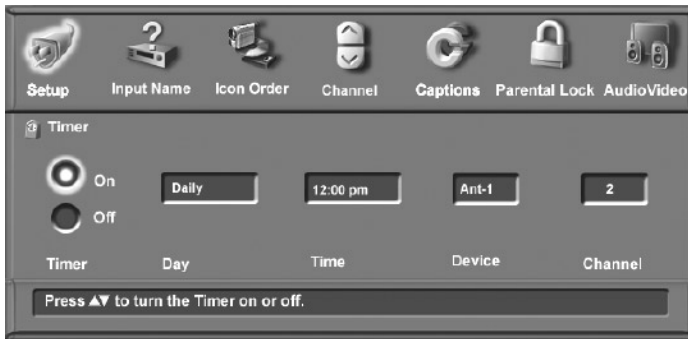 Setup Input Name Icon Order Channel Captions Parental Lock AudioVideo
Timer
On
Daily 12:00 pm Ant-1 2
Off
Timer Day Time Device Channel
Press ▲▼ to turn the Timer on or off.